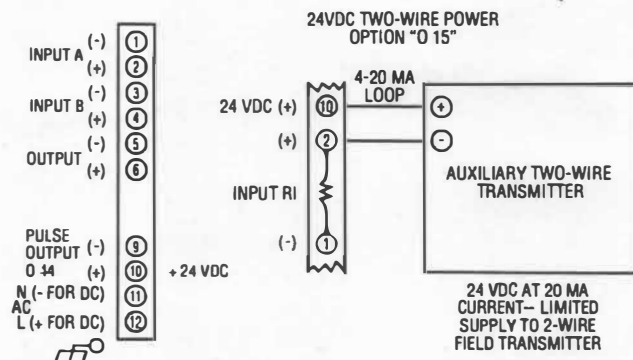 INPUT A
(-) 1
(+) 2
INPUT B
(-) 3
(+) 4
OUTPUT
(-) 5
(+) 6
PULSE
OUTPUT (-) 9
O 14 (+) 10 + 24 VDC
N (- FOR DC) 11
AC
L (+ FOR DC) 12
24VDC TWO-WIRE POWER
OPTION "O 15"
4-20 MA
LOOP
24 VDC (+) 10 +
(+) 2 -
INPUT RI
(-) 1
AUXILIARY TWO-WIRE
TRANSMITTER
24 VDC AT 20 MA
CURRENT- LIMITED
SUPPLY TO 2-WIRE
FIELD TRANSMITTER